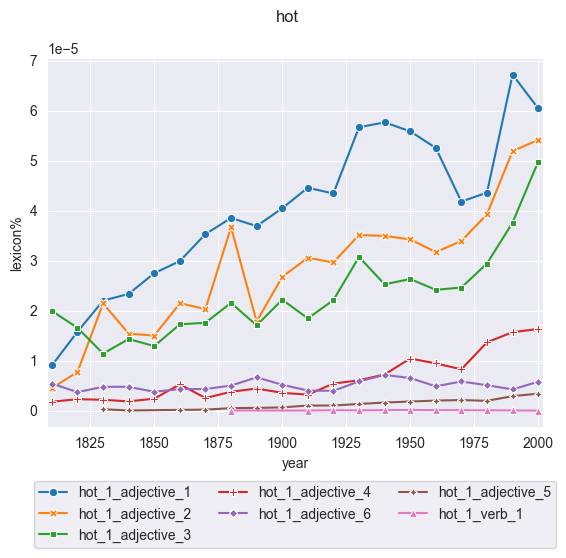 hot
1e−5
7
6
5
4
3
2
1
0
lexicon%
1825 1850 1875 1900 1925 1950 1975 2000
year
hot_1_adjective_1 hot_1_adjective_4 hot_1_adjective_5
hot_1_adjective_2 hot_1_adjective_6 hot_1_verb_1
hot_1_adjective_3